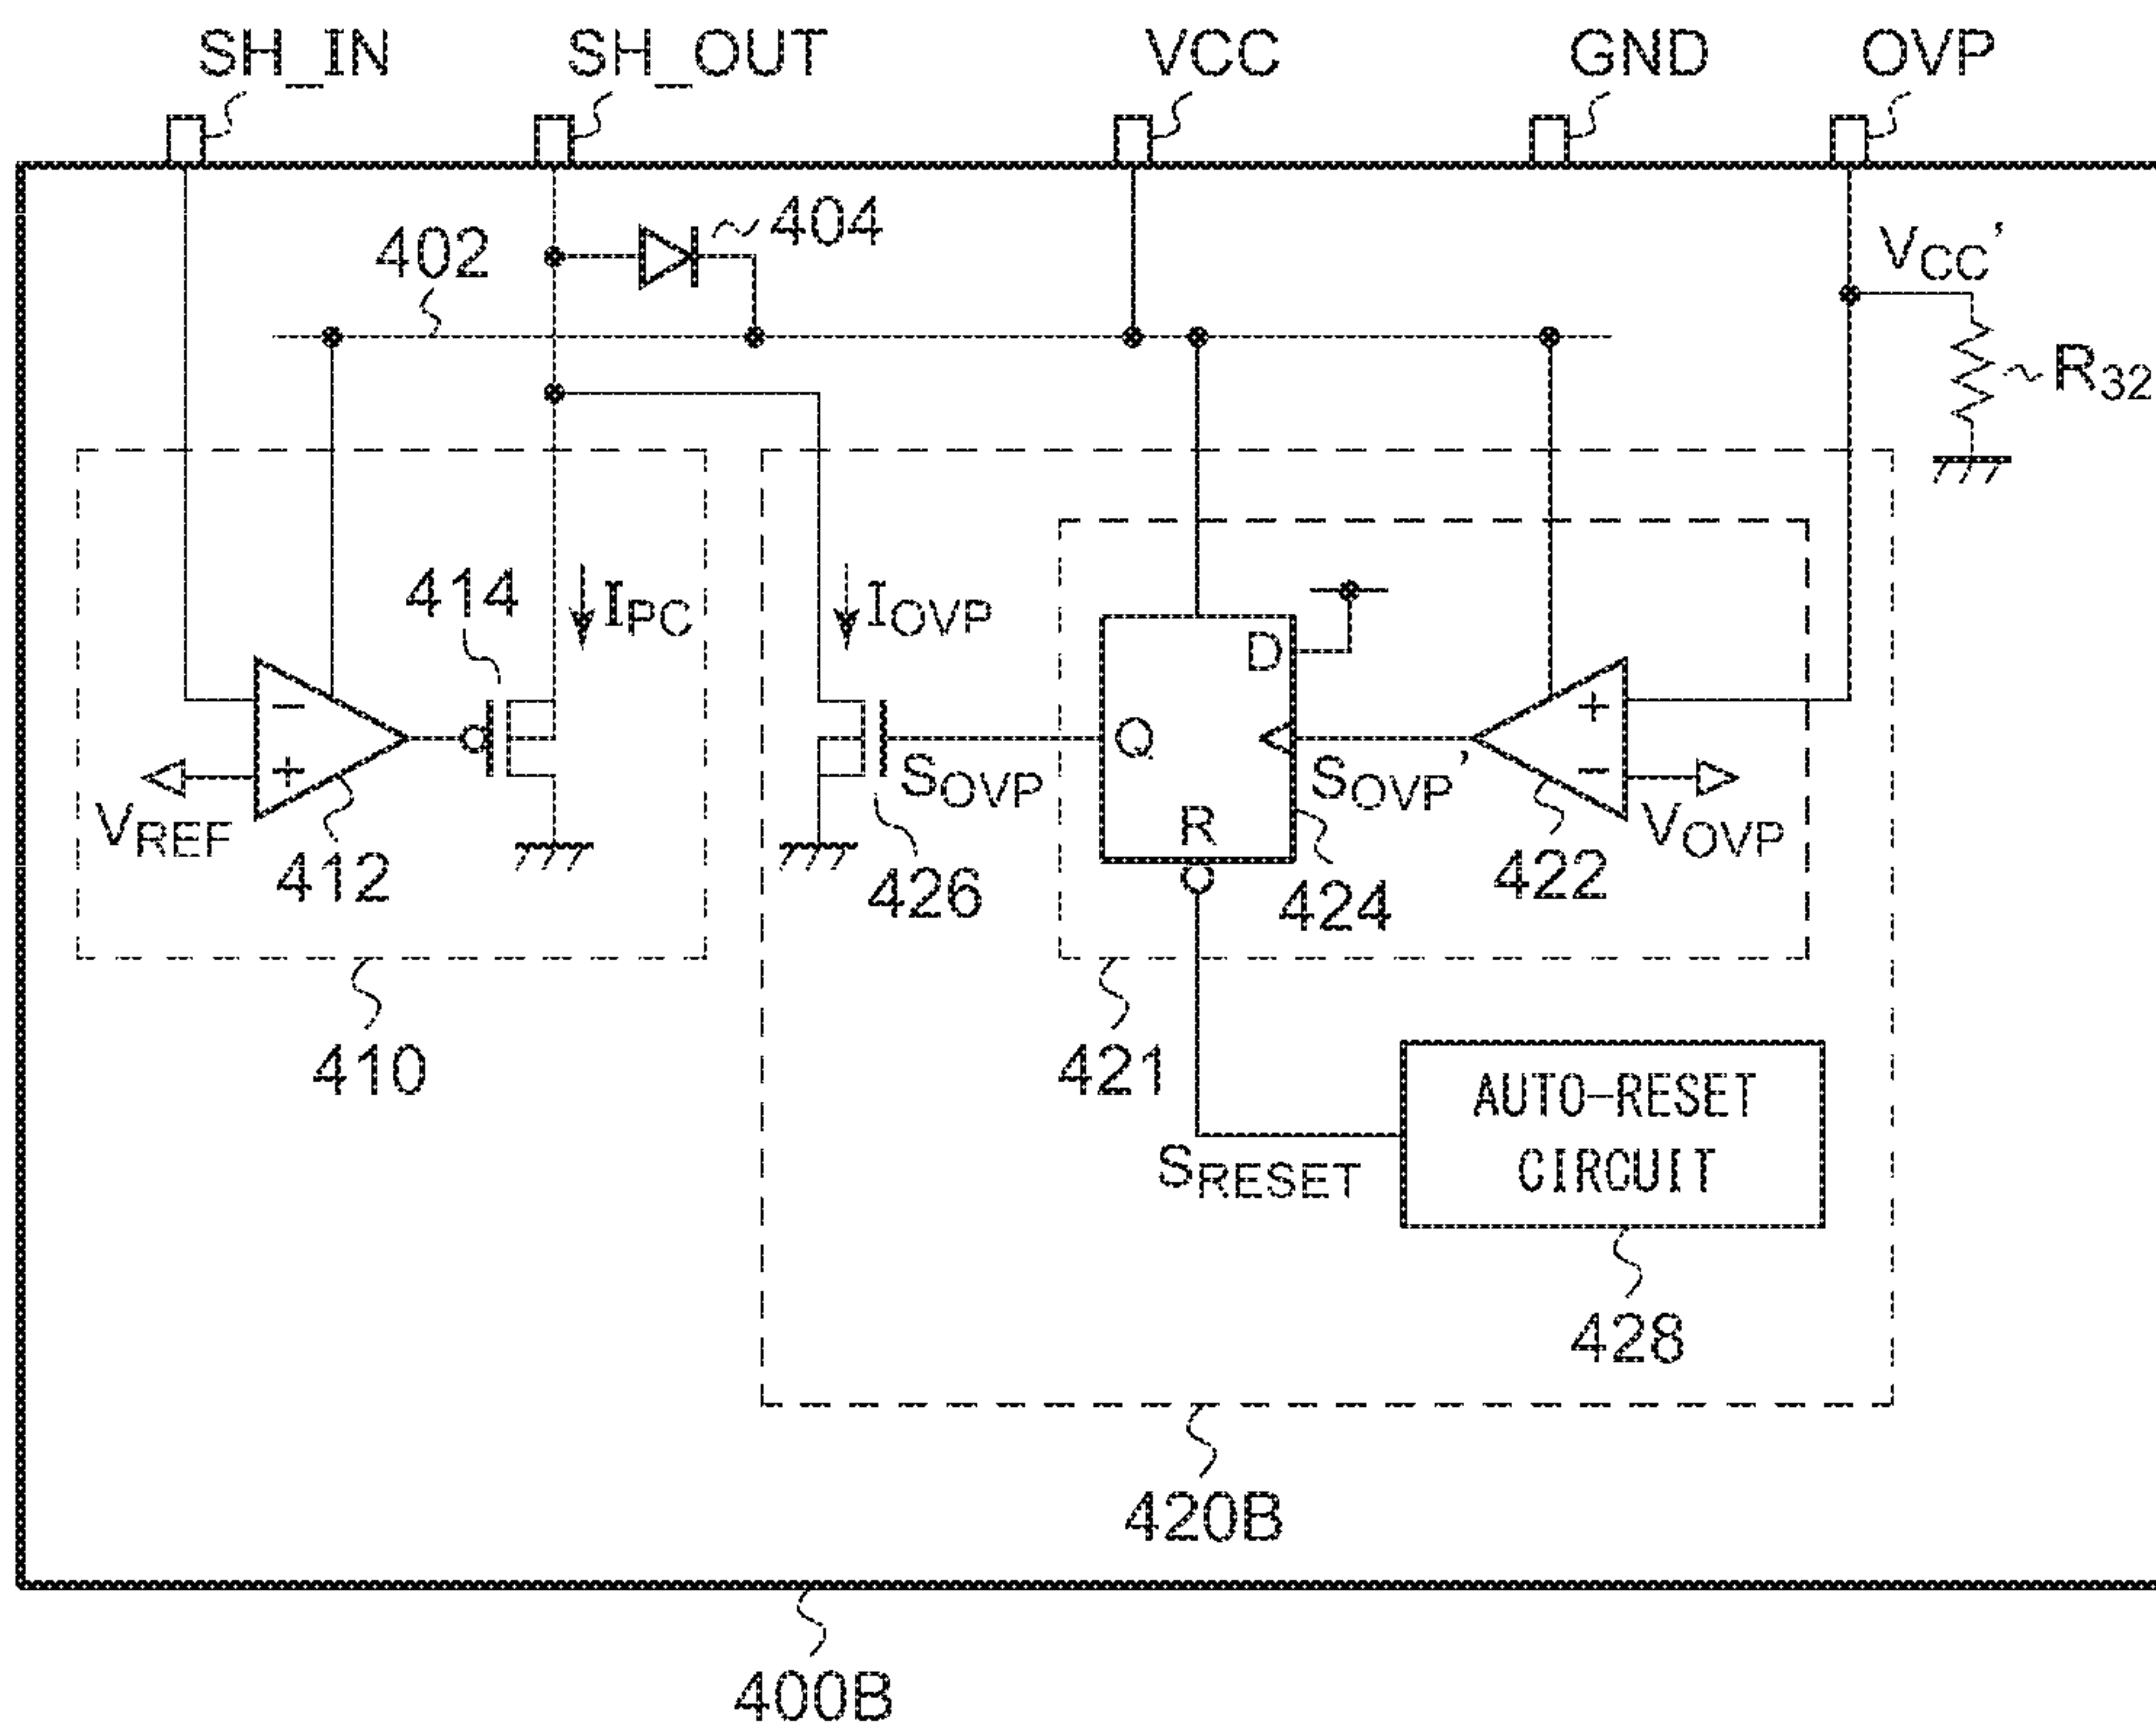 SH_IN SH_OUT VCC GND OVP
404
402
VCC'
R32
414
IPC
IOVP
D
−
+
Q
+
−
SOVP
SOVP'
VREF
R
VOVP
412
426
424
422
410
421
AUTO-RESET
CIRCUIT
SRESET
428
420B
400B